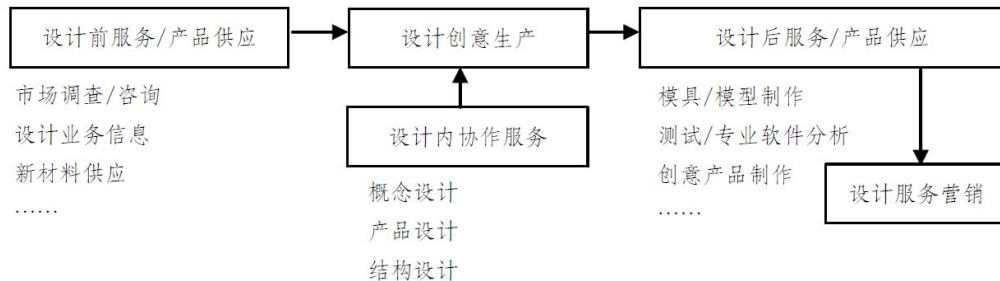 设计前服务/产品供应
设计创意生产
设计后服务/产品供应
市场调查/咨询
设计业务信息
新材料供应
......
设计内协作服务
概念设计
产品设计
结构设计
模具/模型制作
测试/专业软件分析
创意产品制作
......
设计服务营销